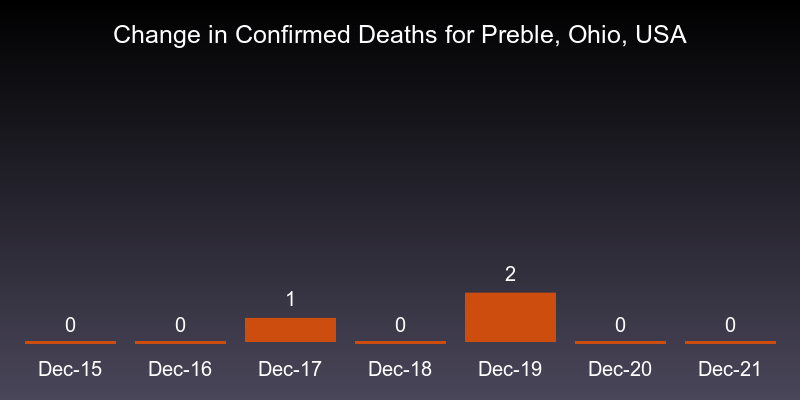 Change in Confirmed Deaths for Preble, Ohio, USA
0 0 1 0 2 0 0
Dec-15 Dec-16 Dec-17 Dec-18 Dec-19 Dec-20 Dec-21